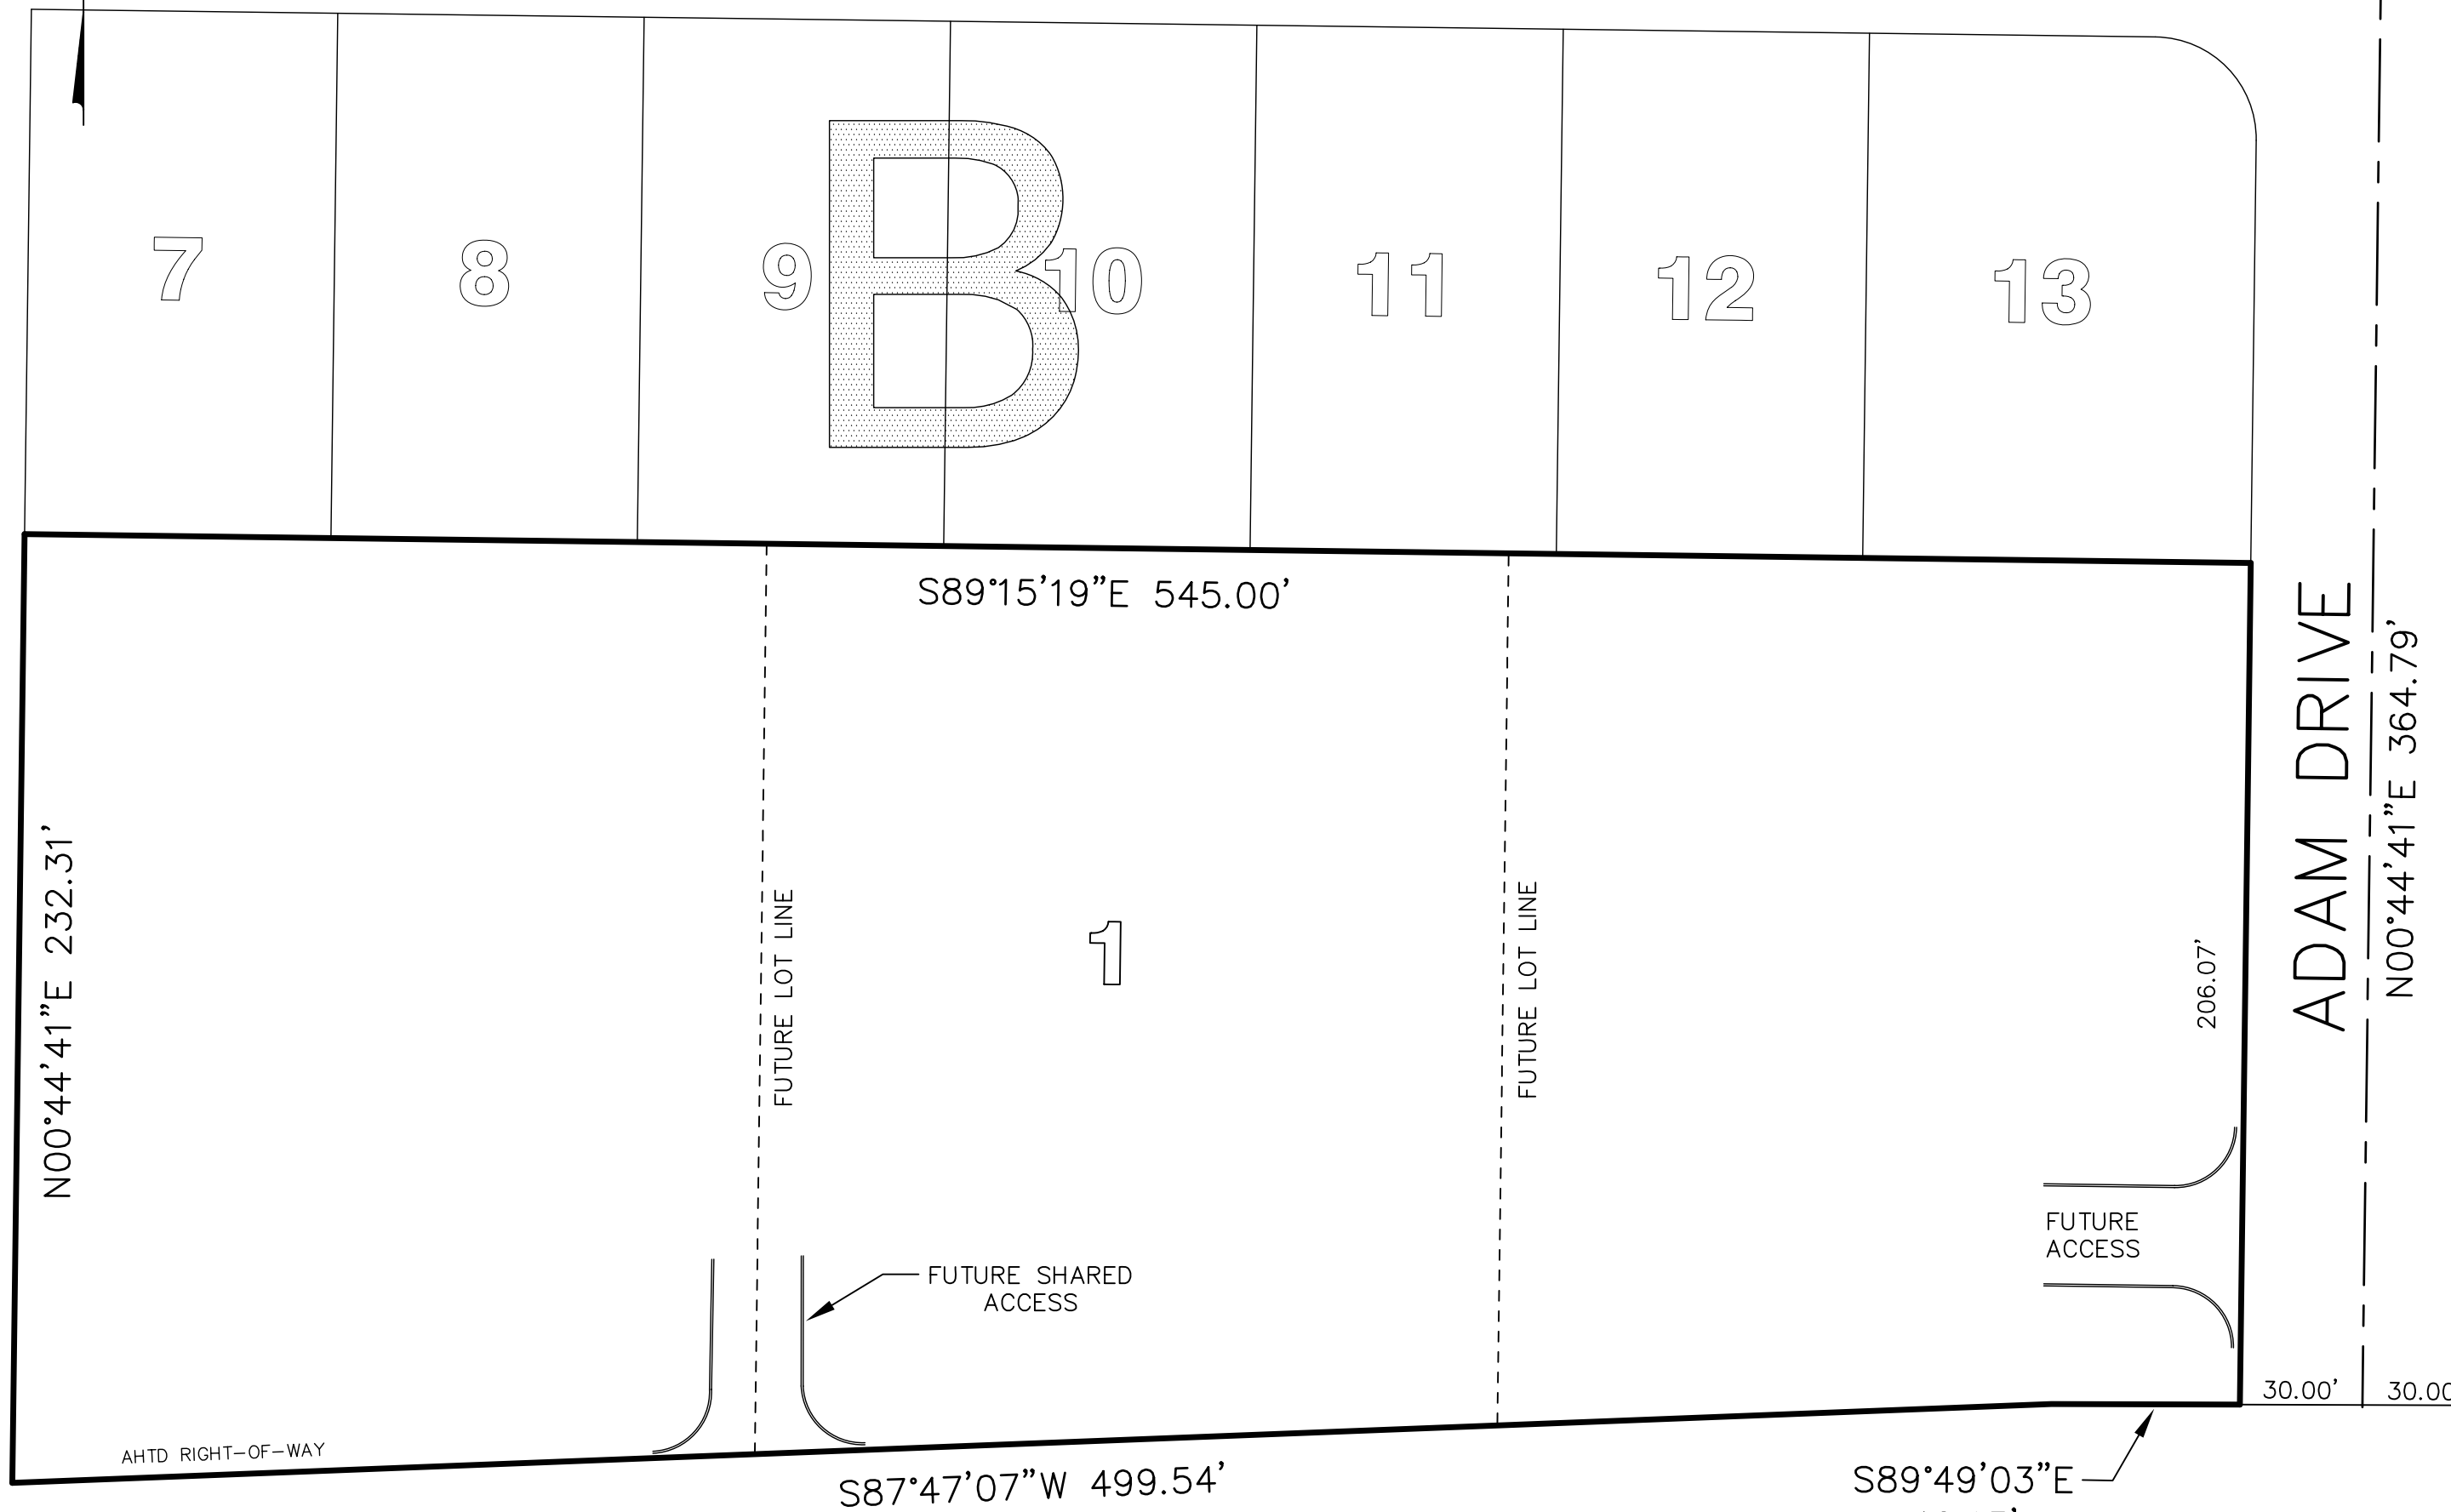 7
8
9
B
10
11
12
13
S89°15'19"E 545.00'
N00°44'41"E 232.31'
FUTURE LOT LINE
1
FUTURE LOT LINE
206.07'
ADAM DRIVE
N00°44'41"E 364.79'
FUTURE
ACCESS
FUTURE SHARED
ACCESS
30.00'
30.00
AHTD RIGHT-OF-WAY
S87°47'07"W 499.54'
S89°49'03"E